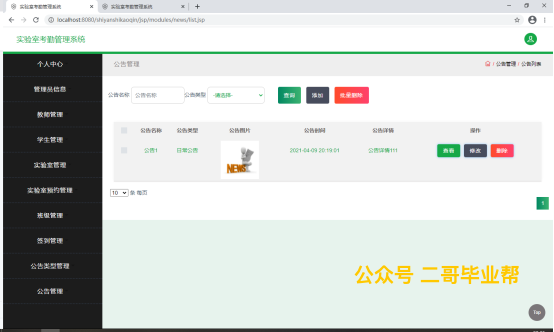 实验室考勤管理系统 实验室考勤管理系统
localhost:8080/shiyanshikaoqin/jsp/modules/news/list.jsp
实验室考勤管理系统
个人中心
管理员信息
教师管理
学生管理
实验室管理
实验室预约管理
班级管理
签到管理
公告类型管理
公告管理
公告管理
/ 公告管理 / 公告列表
公告名称 公告名称 公告类型 -请选择- 查询 添加 批量删除
公告名称 公告类型 公告图片 公告时间 公告详情 操作
公告1 日常公告 NEWS 2021-04-09 20:19:01 公告详情111 查看 修改 删除
10 条 每页
1
公众号 二哥毕业帮
Top